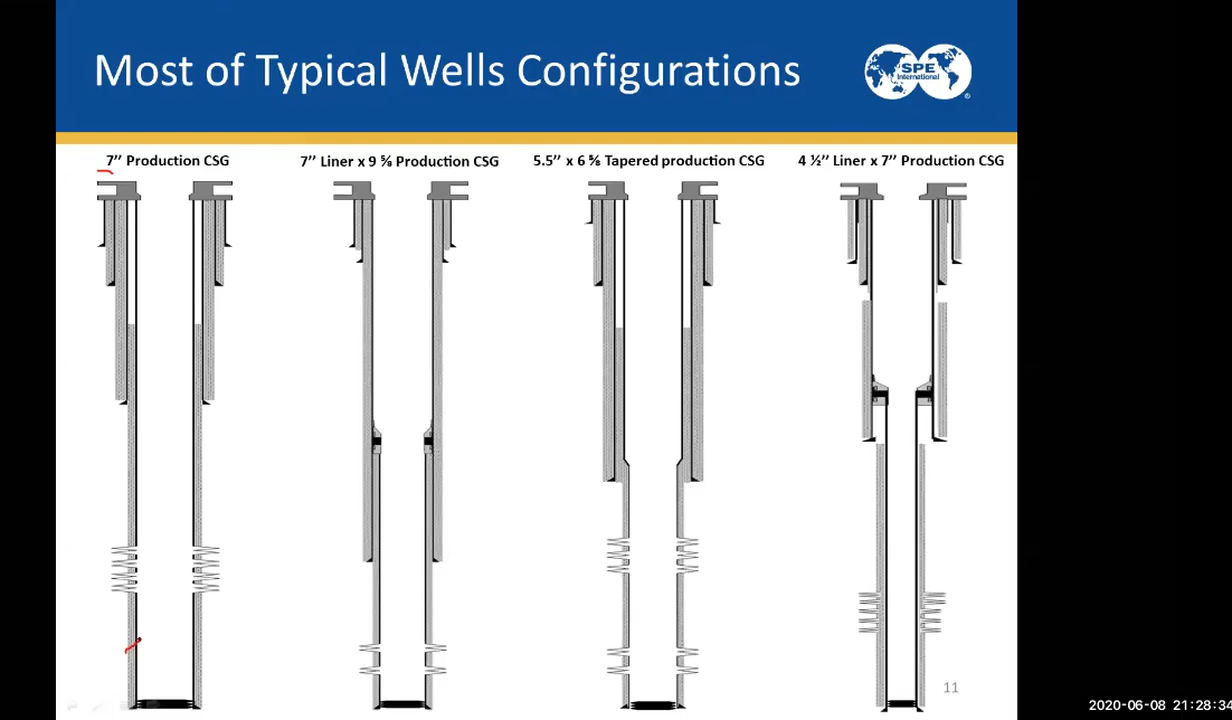 Most of Typical Wells Configurations
SPE
International
7’’ Production CSG
7’’ Liner x 9 ⅝ Production CSG
5.5’’ x 6 ⅝ Tapered production CSG
4 ½’’ Liner x 7’’ Production CSG
11
2020-06-08 21:28:34